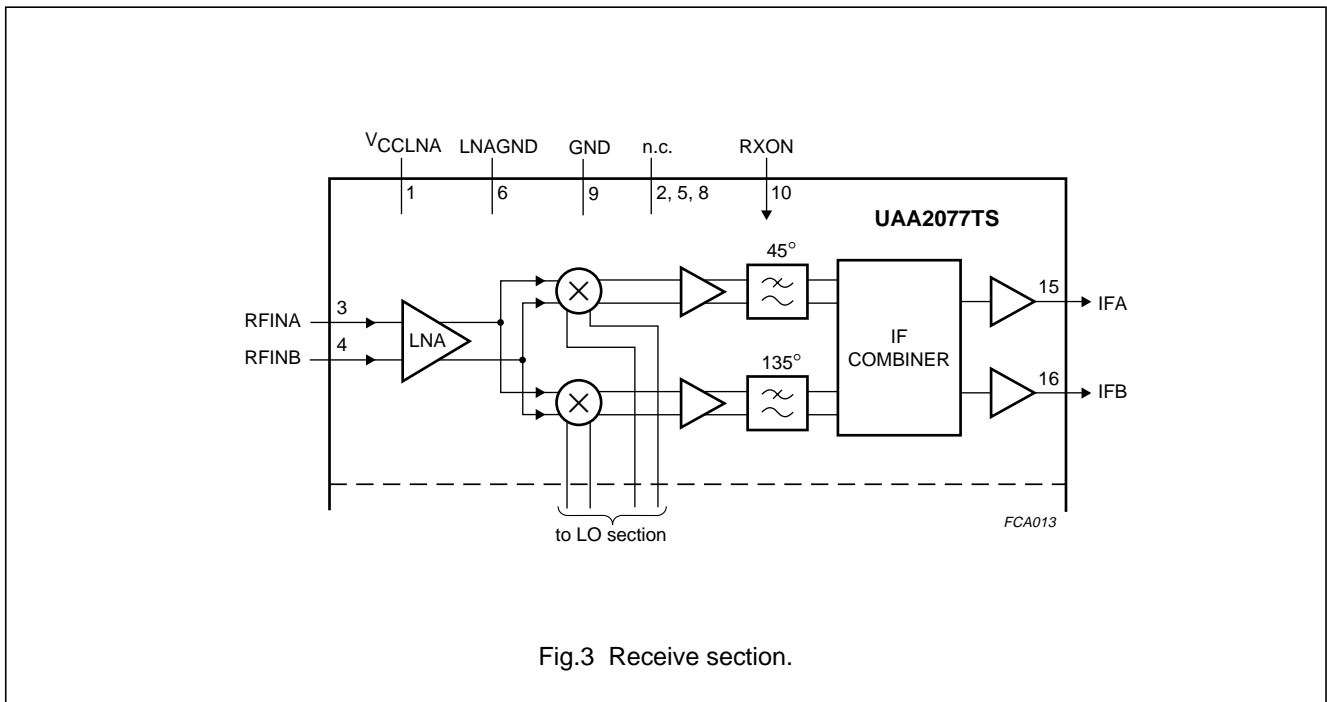 VCCLNA LNAGND GND n.c. RXON
1 6 9 2, 5, 8 10
UAA2077TS
45°
3 15
RFINA IFA
LNA IF
COMBINER
4
RFINB
135°
16
IFB
to LO section
FCA013
Fig.3 Receive section.